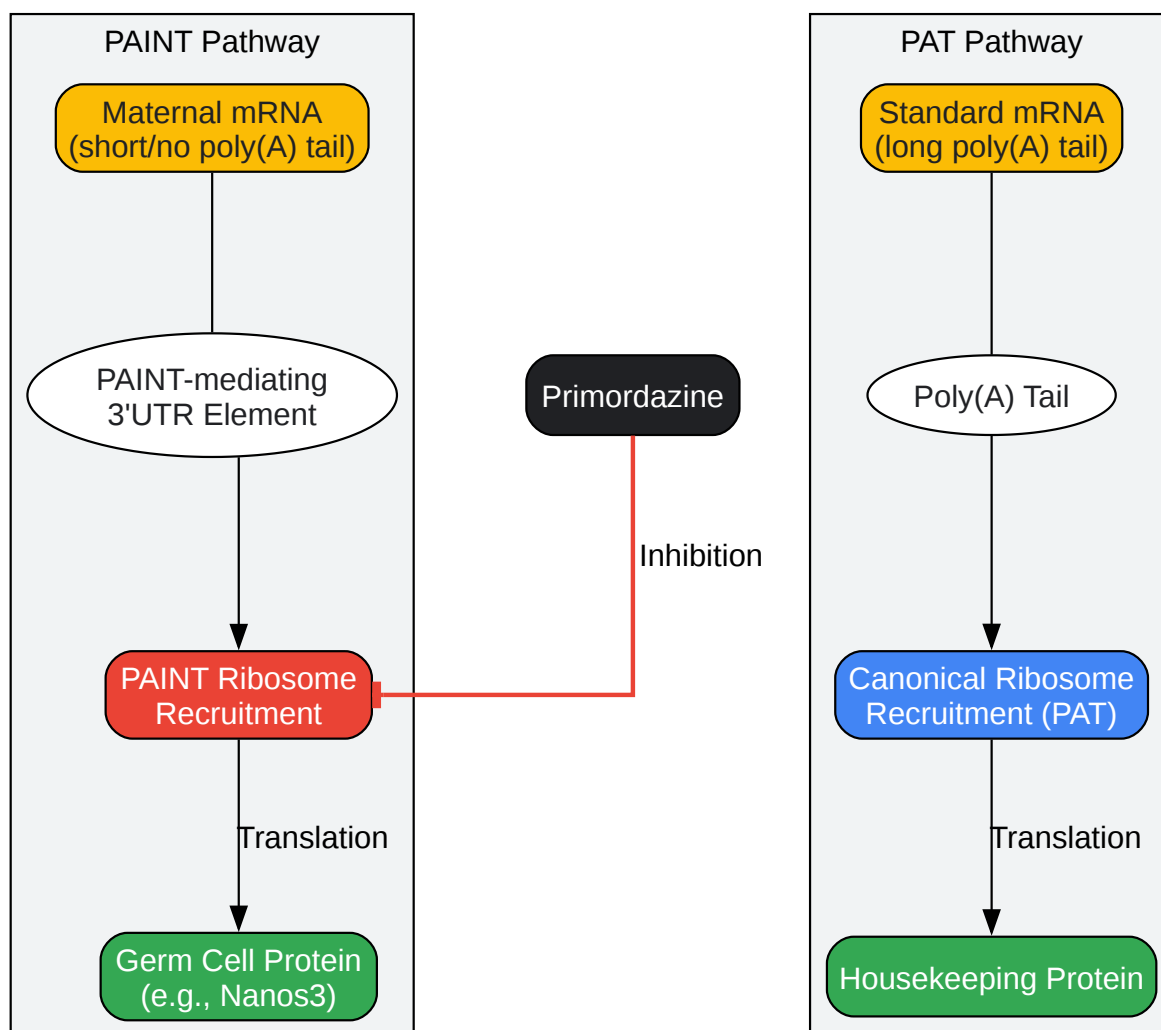 PAINT Pathway
Maternal mRNA
(short/no poly(A) tail)
PAINT-mediating
3'UTR Element
PAINT Ribosome
Recruitment
Translation
Germ Cell Protein
(e.g., Nanos3)
Primordazine
Inhibition
PAT Pathway
Standard mRNA
(long poly(A) tail)
Poly(A) Tail
Canonical Ribosome
Recruitment (PAT)
Translation
Housekeeping Protein